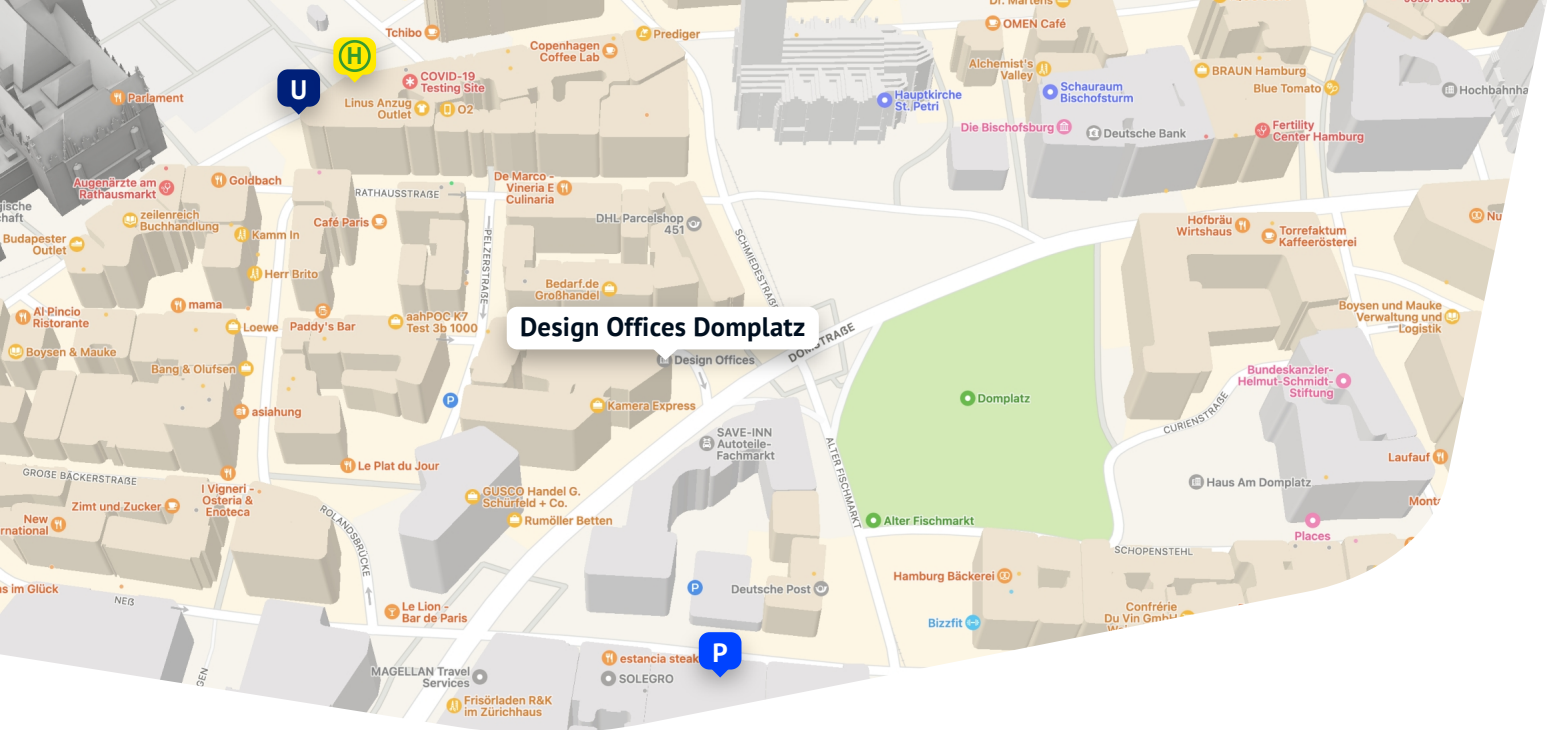 Dr. Martens
OMEN Café
Tchibo
Prediger
Copenhagen
Coffee Lab
H
U
COVID-19
Testing Site
Linus Anzug
Outlet
O2
Parlament
Alchemist's
Valley
Schauraum
Bischofsturm
BRAUN Hamburg
Blue Tomato
Hauptkirche
St. Petri
Die Bischofsburg
Deutsche Bank
Fertility
Center Hamburg
Augenärzte am
Rathausmarkt
Goldbach
RATHAUSSTRAßE
De Marco -
Vineria E
Culinaria
zeilenreich
Buchhandlung
Café Paris
DHL Parcelshop
451
Hofbräu
Wirtshaus
Torrefaktum
Kaffeerösterei
Nu
Budapester
Outlet
Kamm In
PELZERSTRAßE
SCHMIEDESTRAßE
Herr Brito
Bedarf.de
Großhandel
Al Pincio
Ristorante
mama
Loewe
Paddy's Bar
aahPOC K7
Test 3b 1000
Design Offices Domplatz
Boysen und Mauke
Verwaltung und
Logistik
Boysen & Mauke
Bang & Olufsen
Design Offices
Bundeskanzler-
Helmut-Schmidt-
Stiftung
asiahung
P
Kamera Express
Domplatz
CURIENSTRAßE
SAVE-INN
Autoteile-
Fachmarkt
ALTER FISCHMARKT
GROßE BÄCKERSTRAßE
Le Plat du Jour
Laufauf
I Vigneri -
Osteria &
Enoteca
Zimt und Zucker
New
rnational
GUSCO Handel G.
Schürfeld + Co.
Rumöller Betten
Haus Am Domplatz
Alter Fischmarkt
Places
ROLANDSBRÜCKE
SCHOPENSTEHL
Hamburg Bäckerei
P
Deutsche Post
NEß
Le Lion -
Bar de Paris
Bizzfit
Confrérie
Du Vin GmbH
P
SOLEGRO
MAGELLAN Travel
Services
Frisörladen R&K
im Zürichhaus